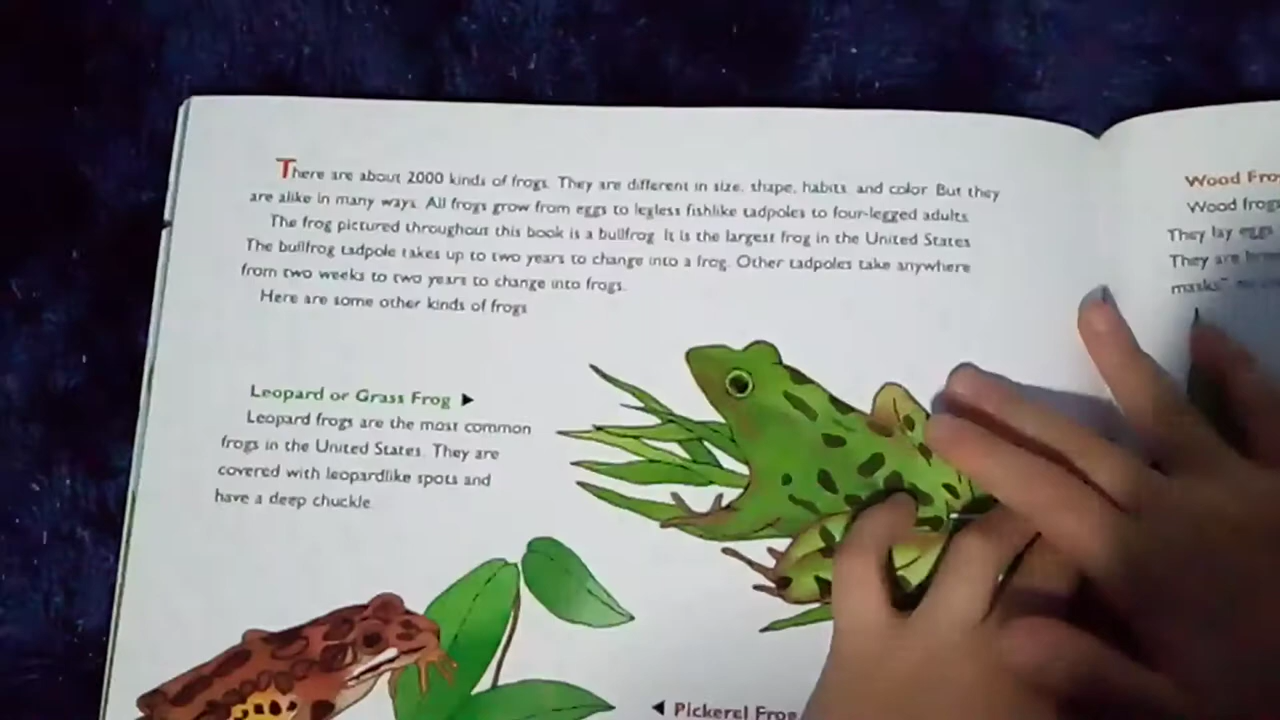 There are about 2000 kinds of frogs. They are different in size, shape, habits, and color. But they
are alike in many ways. All frogs grow from eggs to legless fishlike tadpoles to four-legged adults.
The frog pictured throughout this book is a bullfrog. It is the largest frog in the United States.
The bullfrog tadpole takes up to two years to change into a frog. Other tadpoles take anywhere
from two weeks to two years to change into frogs.
Here are some other kinds of frogs
Leopard or Grass Frog ▶
Leopard frogs are the most common
frogs in the United States. They are
covered with leopardlike spots and
have a deep chuckle.
◀ Pickerel Frog
Wood
Wood frogs
They lay eggs
They are
masks"